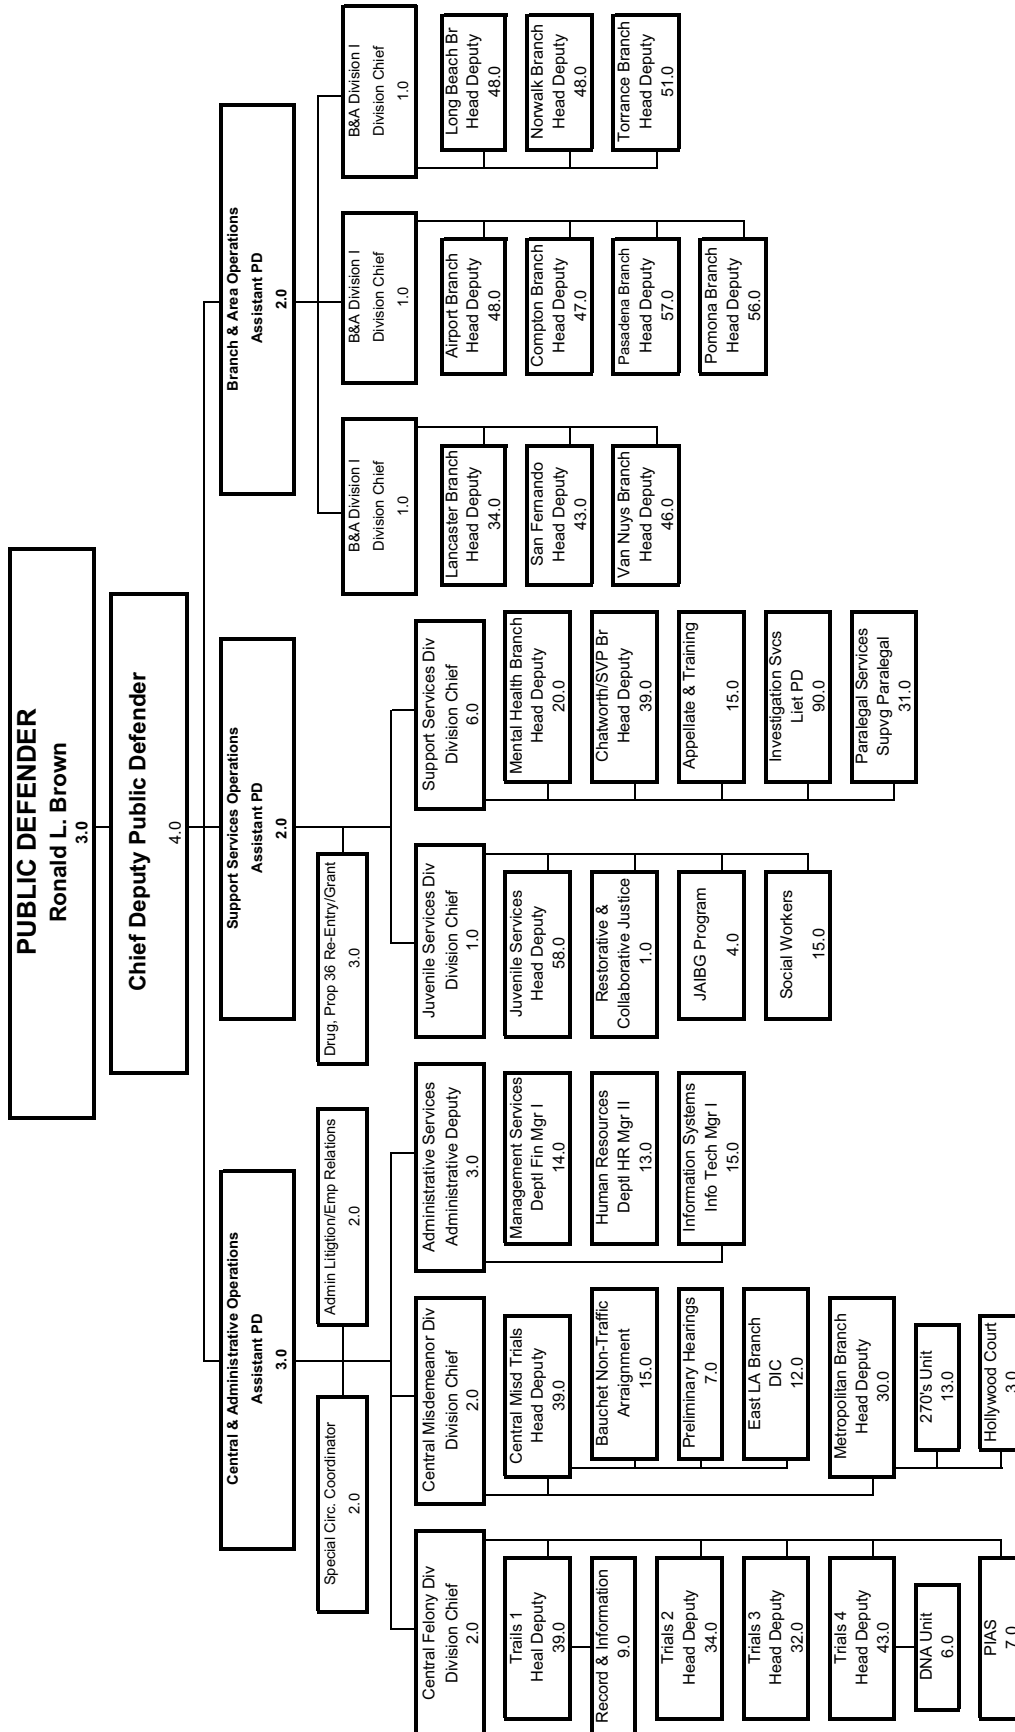 PUBLIC DEFENDER
Ronald L. Brown
3.0
Chief Deputy Public Defender
4.0
Central & Administrative Operations
Assistant PD
3.0
Special Circ. Coordinator
2.0
Admin Litigtion/Emp Relations
2.0
Central Felony Div
Division Chief
2.0
Trails 1
Heal Deputy
39.0
Record & Information
9.0
Trials 2
Head Deputy
34.0
Trials 3
Head Deputy
32.0
Trials 4
Head Deputy
43.0
DNA Unit
6.0
PIAS
7.0
Central Misdemeanor Div
Division Chief
2.0
Central Misd Trials
Head Deputy
39.0
Bauchet Non-Traffic
Arraignment
15.0
Preliminary Hearings
7.0
East LA Branch
DIC
12.0
Metropolitan Branch
Head Deputy
30.0
270's Unit
13.0
Hollywood Court
3.0
Administrative Services
Administrative Deputy
3.0
Management Services
Deptl Fin Mgr I
14.0
Human Resources
Deptl HR Mgr II
13.0
Information Systems
Info Tech Mgr I
15.0
Support Services Operations
Assistant PD
2.0
Drug, Prop 36 Re-Entry/Grant
3.0
Juvenile Services Div
Division Chief
1.0
Juvenile Services
Head Deputy
58.0
Restorative &
Collaborative Justice
1.0
JAIBG Program
4.0
Social Workers
15.0
Support Services Div
Division Chief
6.0
Mental Health Branch
Head Deputy
20.0
Chatworth/SVP Br
Head Deputy
39.0
Appellate & Training
15.0
Investigation Svcs
Liet PD
90.0
Paralegal Services
Supvg Paralegal
31.0
Branch & Area Operations
Assistant PD
2.0
B&A Division I
Division Chief
1.0
Lancaster Branch
Head Deputy
34.0
San Fernando
Head Deputy
43.0
Van Nuys Branch
Head Deputy
46.0
B&A Division I
Division Chief
1.0
Airport Branch
Head Deputy
48.0
Compton Branch
Head Deputy
47.0
Pasadena Branch
Head Deputy
57.0
Pomona Branch
Head Deputy
56.0
B&A Division I
Division Chief
1.0
Long Beach Br
Head Deputy
48.0
Norwalk Branch
Head Deputy
48.0
Torrance Branch
Head Deputy
51.0